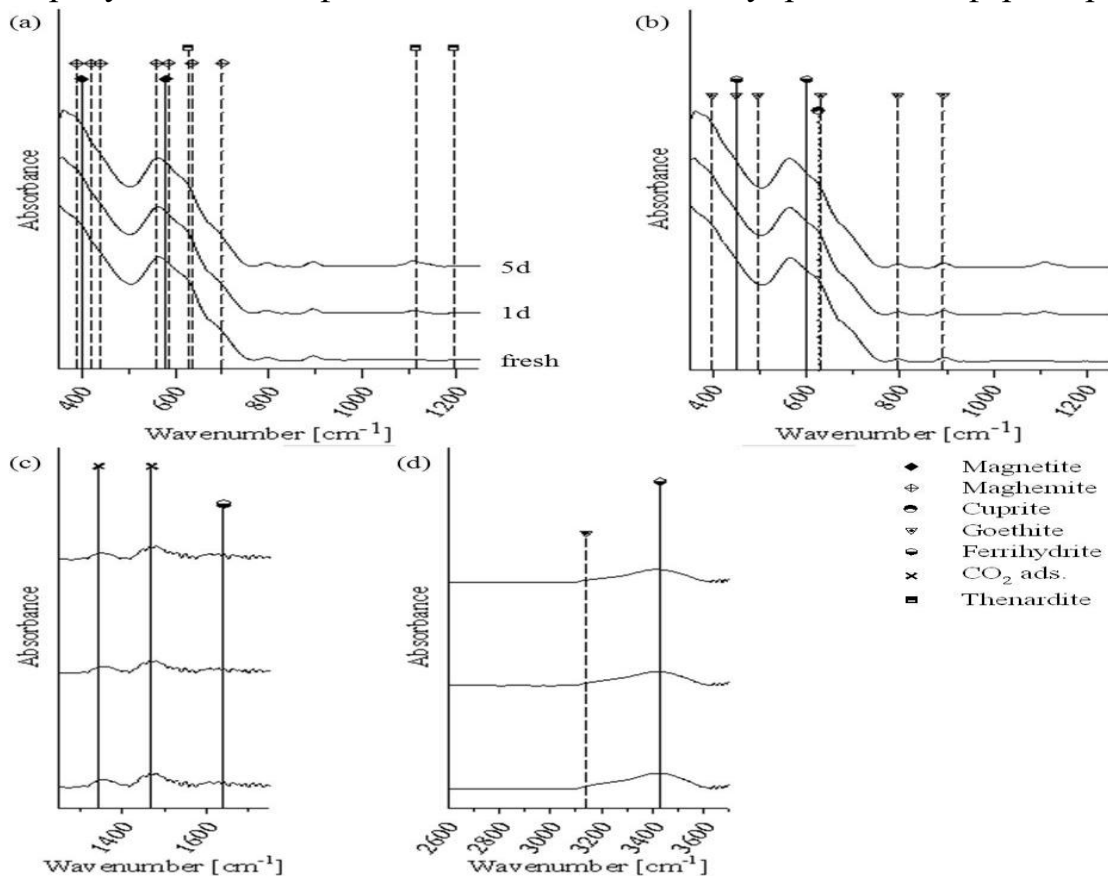 (a)
Absorbance
5d
1d
fresh
400
600
800
1000
1200
Wavenumber [cm⁻¹]
(b)
Absorbance
400
600
800
1000
1200
Wavenumber [cm⁻¹]
(c)
Absorbance
1400
1600
Wavenumber [cm⁻¹]
(d)
Absorbance
2600
2800
3000
3200
3400
3600
Wavenumber [cm⁻¹]
Magnetite
Maghemite
Cuprite
Goethite
Ferrihydrite
CO₂ ads.
Thenardite